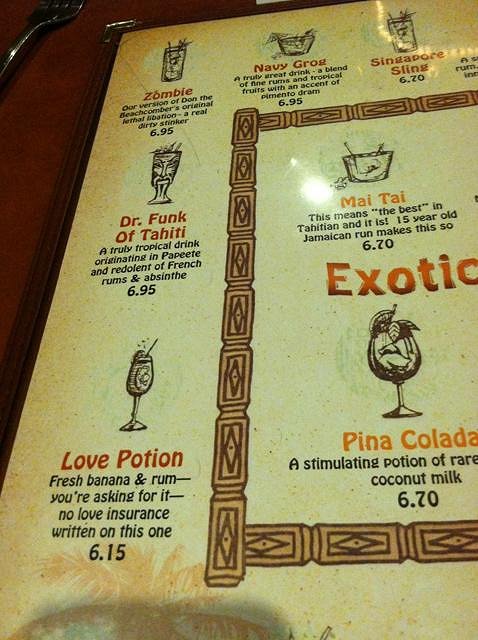 Zombie
Our version of Don the
Beachcomber's original
lethal libation - a real
dirty stinker
6.95
Navy Grog
A truly great drink - a blend
of fine rums and tropical
fruits with an accent of
pimento dram
6.95
Singapore
Sling
6.70
Dr. Funk
Of Tahiti
A truly tropical drink
originating in Papeete
and redolent of French
rums & absinthe
6.95
Mai Tai
This means "the best" in
Tahitian and it is! 15 year old
Jamaican run makes this so
6.70
Exotic
Love Potion
Fresh banana & rum—
you're asking for it—
no love insurance
written on this one
6.15
Pina Colada
A stimulating potion of rare
coconut milk
6.70